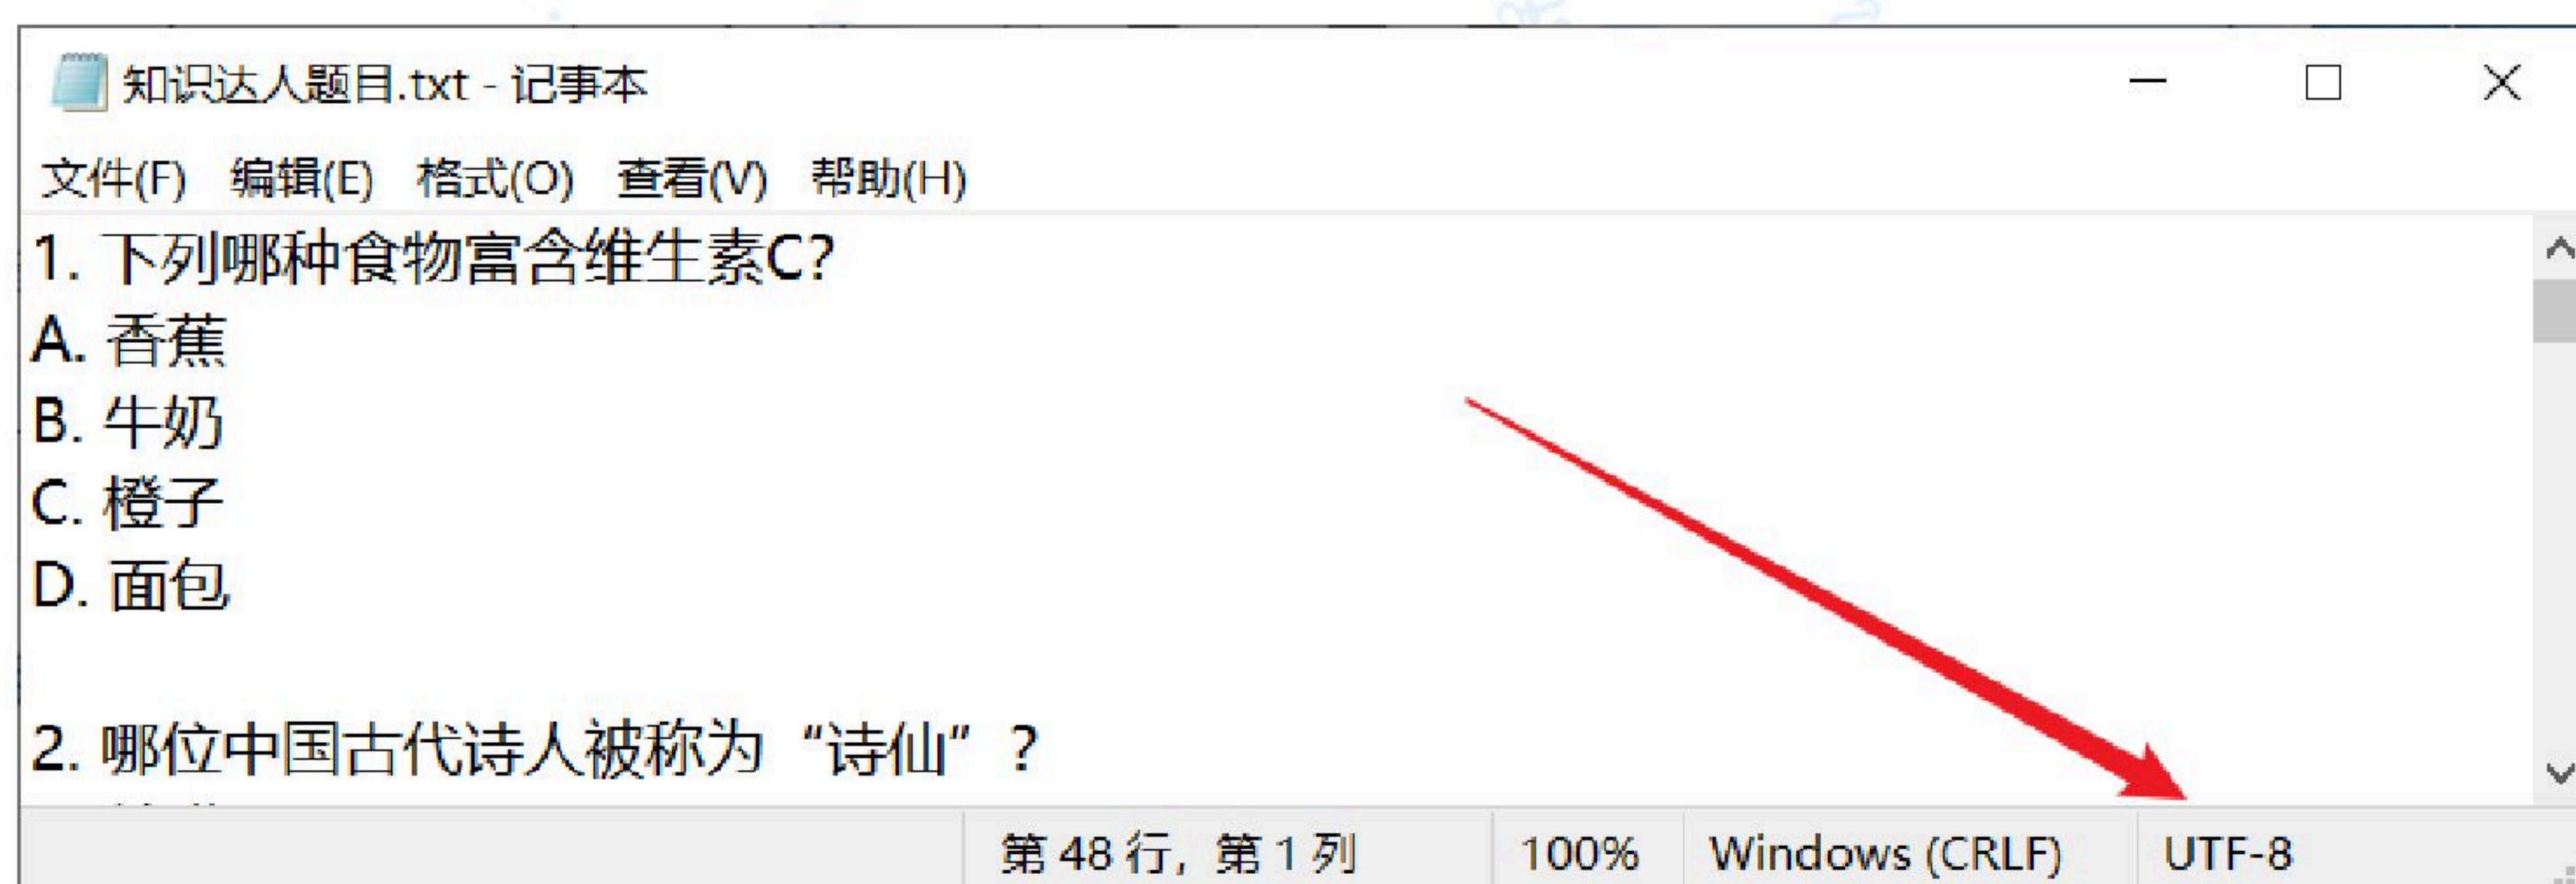 知识达人题目.txt - 记事本
文件(F) 编辑(E) 格式(O) 查看(V) 帮助(H)
1. 下列哪种食物富含维生素C?
A. 香蕉
B. 牛奶
C. 橙子
D. 面包
2. 哪位中国古代诗人被称为“诗仙”?
第 48 行, 第 1 列 100% Windows (CRLF) UTF-8